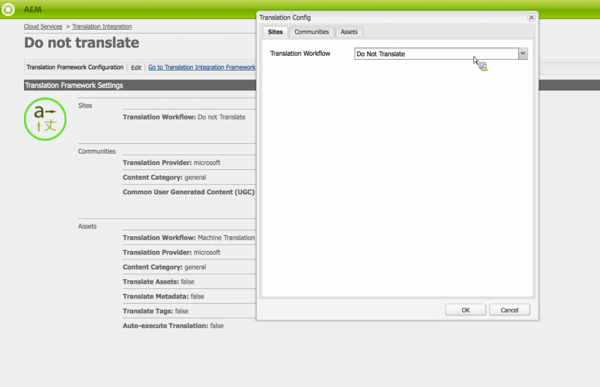 AEM
Cloud Services > Translation Integration
Do not translate
Translation Framework Configuration | Edit | Go to Translation Integration Framework
Translation Framework Settings
a
文
Sites
Translation Workflow: Do not Translate
Communities
Translation Provider: microsoft
Content Category: general
Common User Generated Content (UGC)
Assets
Translation Workflow: Machine Translation
Translation Provider: microsoft
Content Category: general
Translate Assets: false
Translate Metadata: false
Translate Tags: false
Auto-execute Translation: false
Translation Config
Sites Communities Assets
Translation Workflow Do Not Translate
OK Cancel